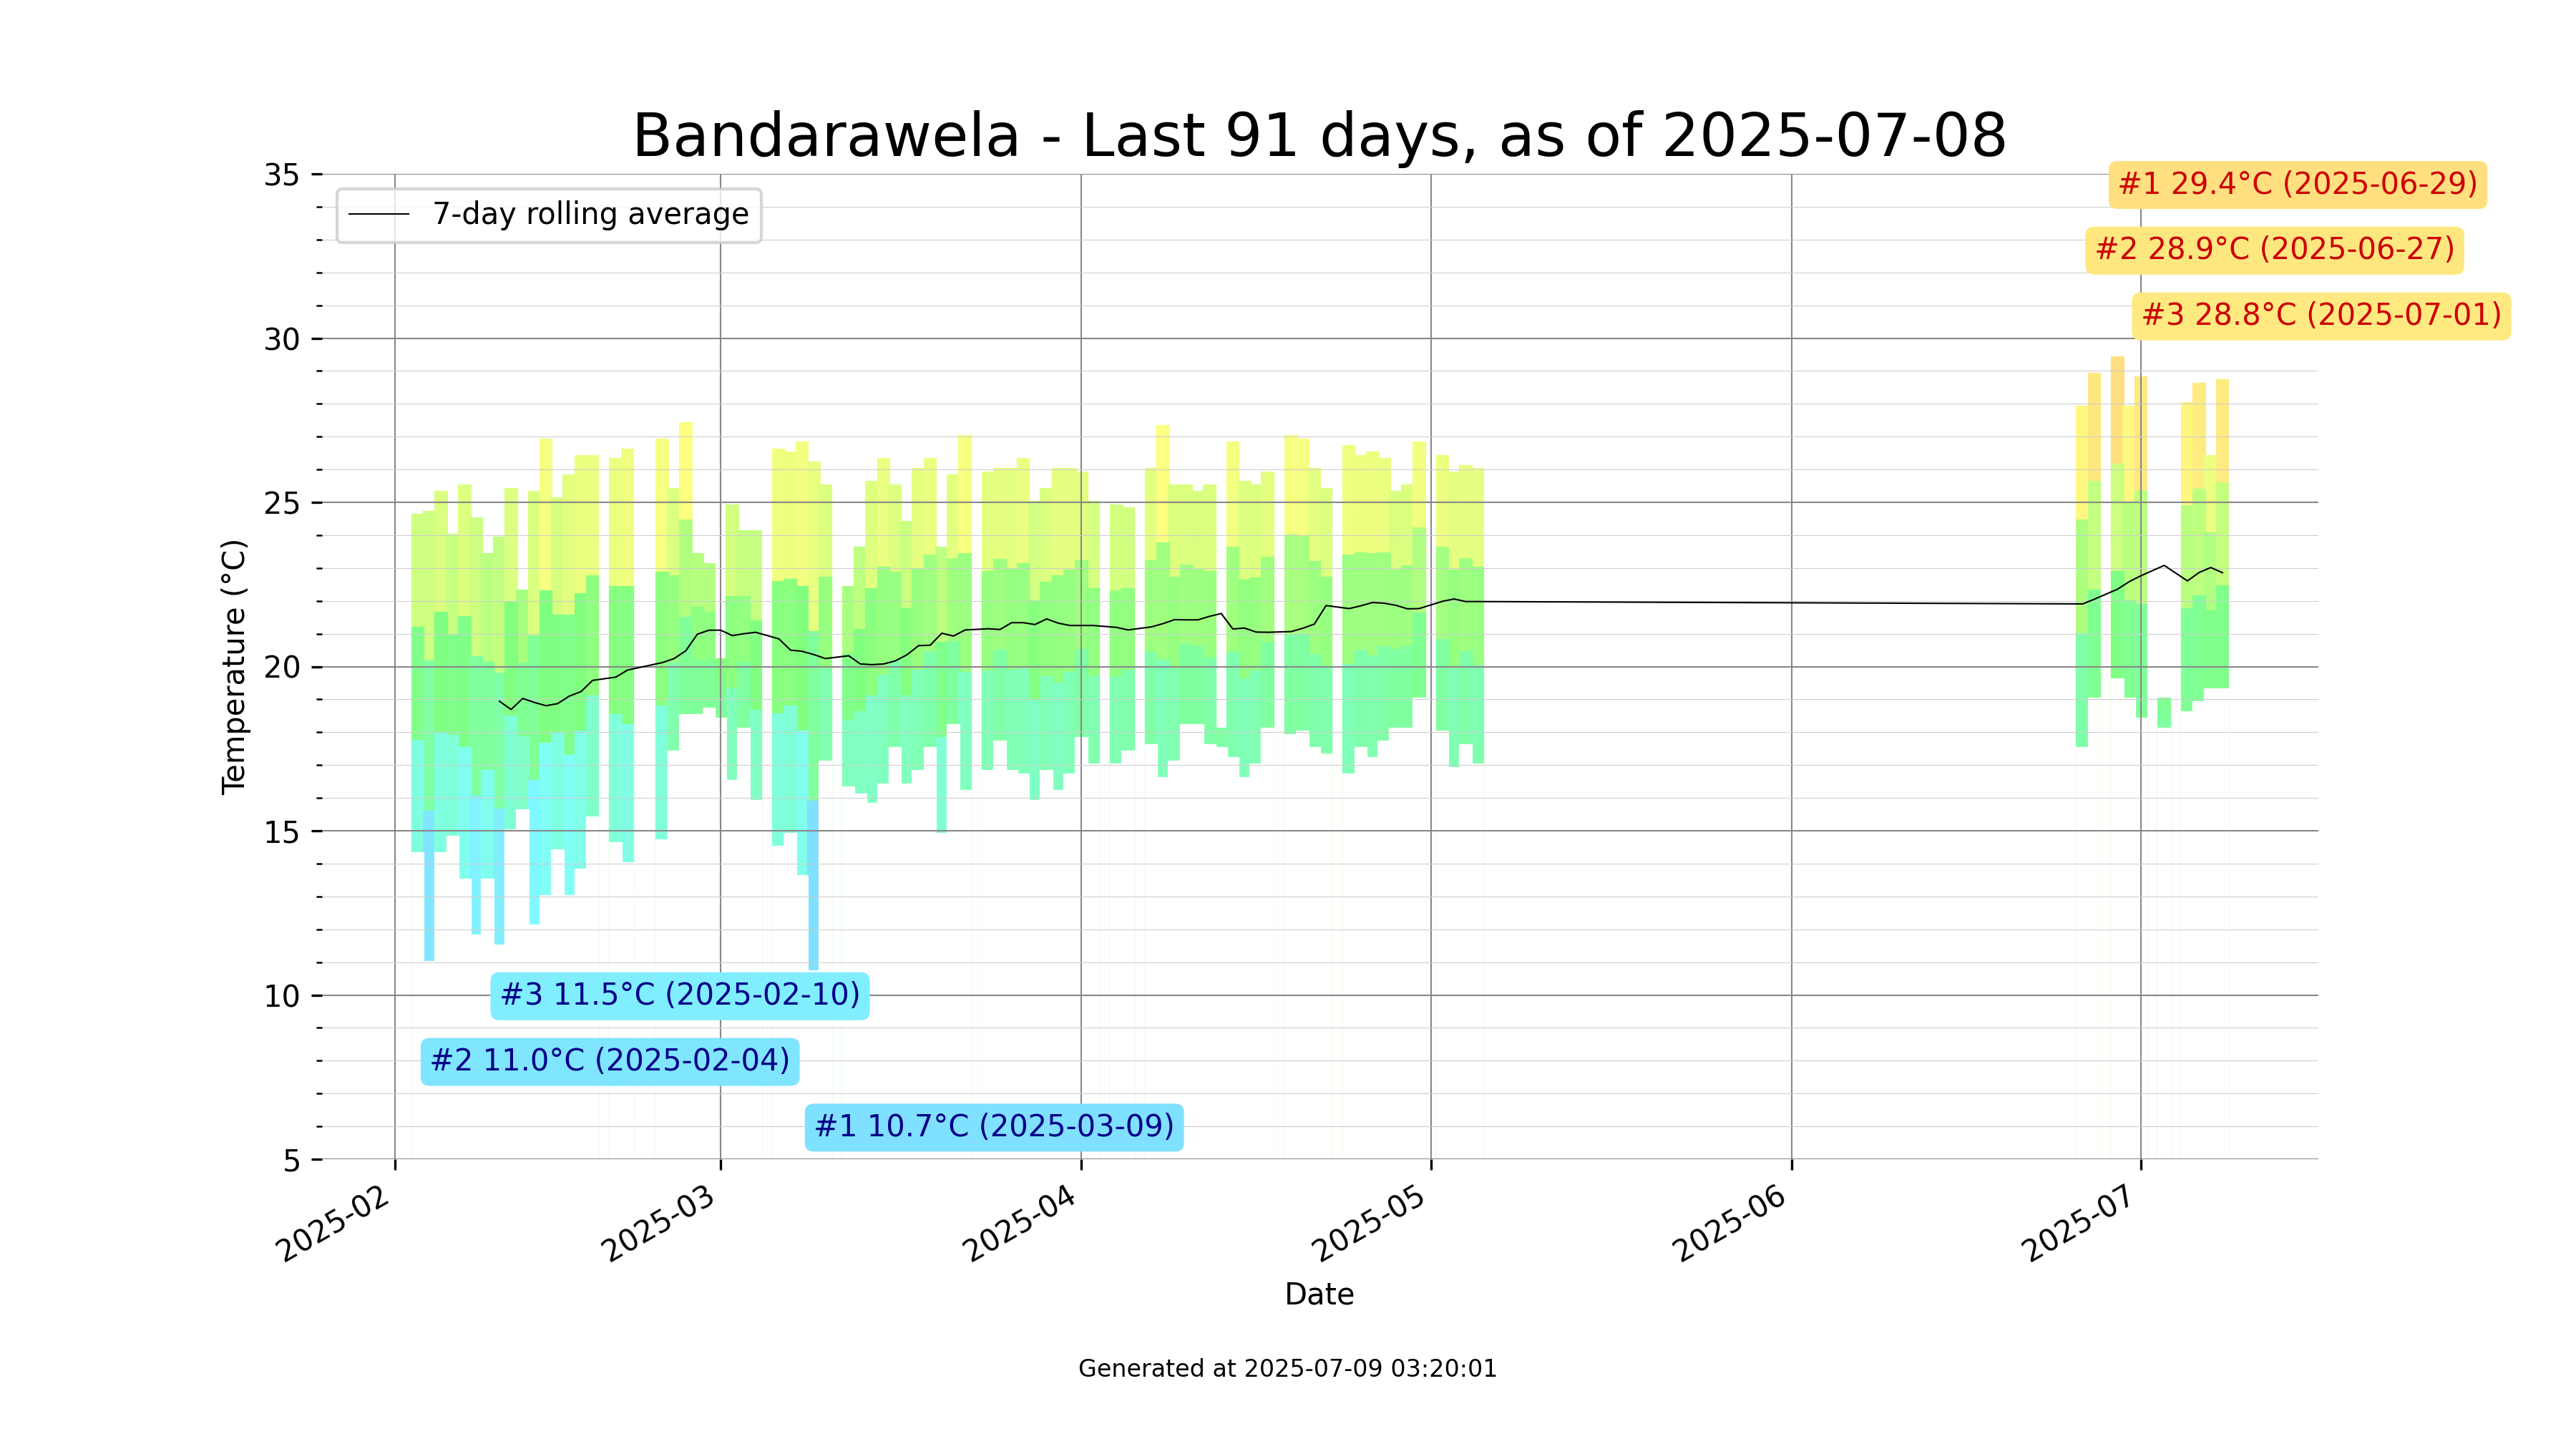 Bandarawela - Last 91 days, as of 2025-07-08
7-day rolling average
#1 29.4°C (2025-06-29)
#2 28.9°C (2025-06-27)
#3 28.8°C (2025-07-01)
35
30
25
20
15
10
5
Temperature (°C)
#3 11.5°C (2025-02-10)
#2 11.0°C (2025-02-04)
#1 10.7°C (2025-03-09)
2025-02
2025-03
2025-04
2025-05
2025-06
2025-07
Date
Generated at 2025-07-09 03:20:01